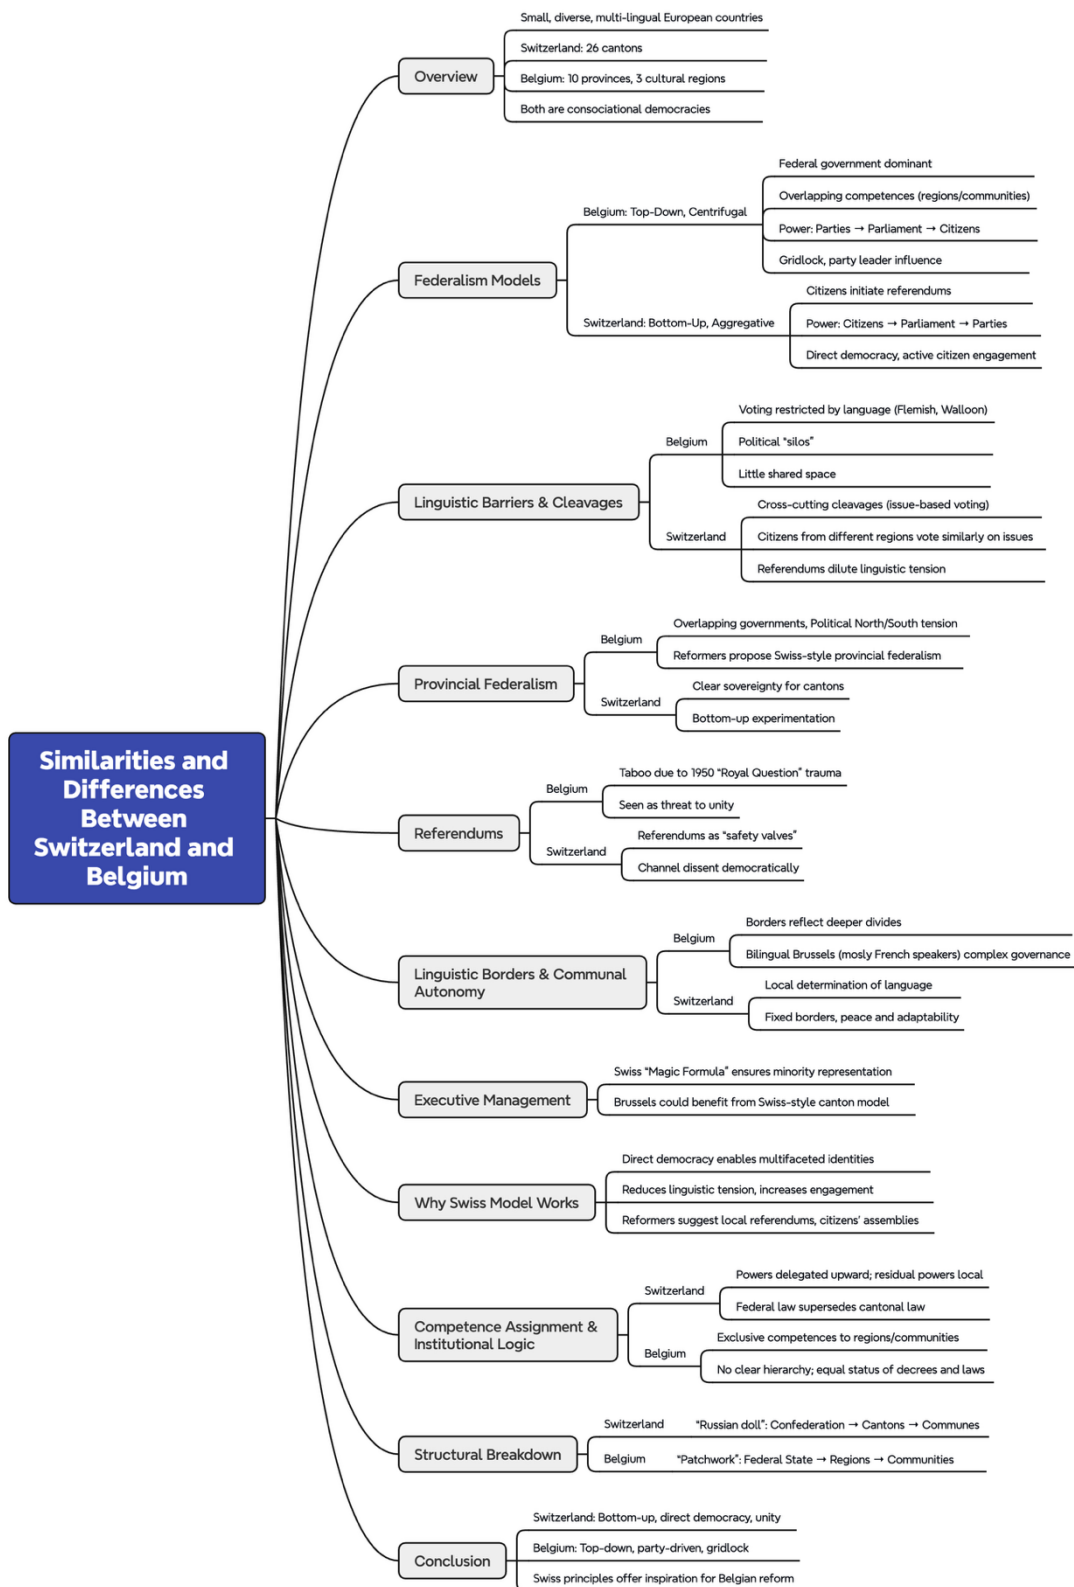 Similarities and
Differences
Between
Switzerland and
Belgium
Overview
Small, diverse, multi-lingual European countries
Switzerland: 26 cantons
Belgium: 10 provinces, 3 cultural regions
Both are consociational democracies
Federalism Models
Belgium: Top-Down, Centrifugal
Federal government dominant
Overlapping competences (regions/communities)
Power: Parties → Parliament → Citizens
Gridlock, party leader influence
Switzerland: Bottom-Up, Aggregative
Citizens initiate referendums
Power: Citizens → Parliament → Parties
Direct democracy, active citizen engagement
Linguistic Barriers & Cleavages
Belgium
Voting restricted by language (Flemish, Walloon)
Political “silos”
Little shared space
Switzerland
Cross-cutting cleavages (issue-based voting)
Citizens from different regions vote similarly on issues
Referendums dilute linguistic tension
Provincial Federalism
Belgium
Overlapping governments, Political North/South tension
Reformers propose Swiss-style provincial federalism
Switzerland
Clear sovereignty for cantons
Bottom-up experimentation
Referendums
Belgium
Taboo due to 1950 “Royal Question” trauma
Seen as threat to unity
Switzerland
Referendums as “safety valves”
Channel dissent democratically
Linguistic Borders & Communal
Autonomy
Belgium
Borders reflect deeper divides
Bilingual Brussels (mosly French speakers) complex governance
Switzerland
Local determination of language
Fixed borders, peace and adaptability
Executive Management
Swiss “Magic Formula” ensures minority representation
Brussels could benefit from Swiss-style canton model
Why Swiss Model Works
Direct democracy enables multifaceted identities
Reduces linguistic tension, increases engagement
Reformers suggest local referendums, citizens’ assemblies
Competence Assignment &
Institutional Logic
Switzerland
Powers delegated upward; residual powers local
Federal law supersedes cantonal law
Belgium
Exclusive competences to regions/communities
No clear hierarchy; equal status of decrees and laws
Structural Breakdown
Switzerland
“Russian doll”: Confederation → Cantons → Communes
Belgium
“Patchwork”: Federal State → Regions → Communities
Conclusion
Switzerland: Bottom-up, direct democracy, unity
Belgium: Top-down, party-driven, gridlock
Swiss principles offer inspiration for Belgian reform